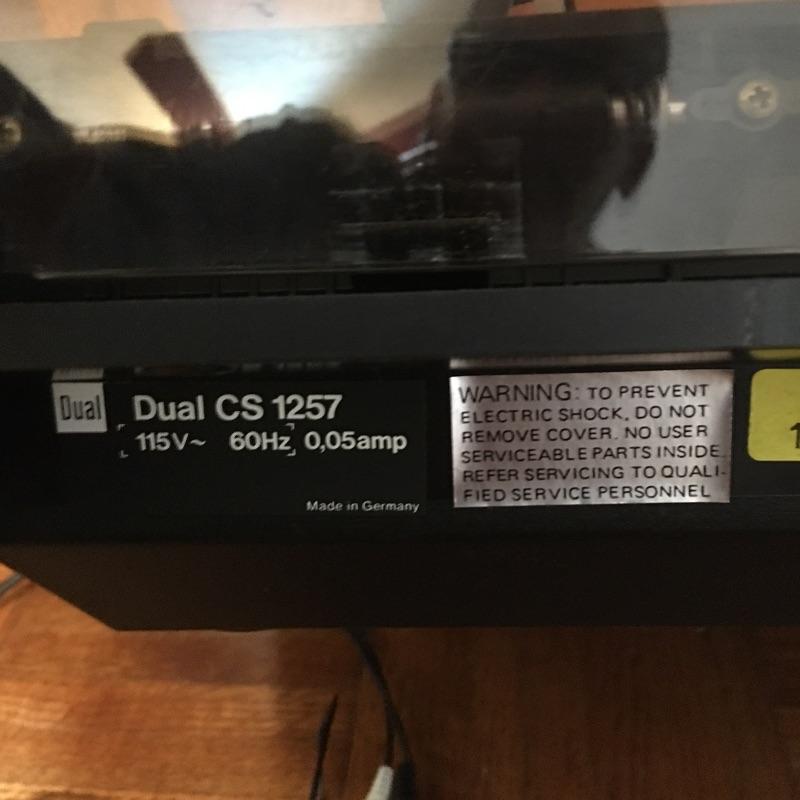 Dual
Dual CS 1257
115V~ 60Hz 0,05amp
Made in Germany
WARNING: TO PREVENT
ELECTRIC SHOCK, DO NOT
REMOVE COVER. NO USER
SERVICEABLE PARTS INSIDE.
REFER SERVICING TO QUALI-
FIED SERVICE PERSONNEL
1